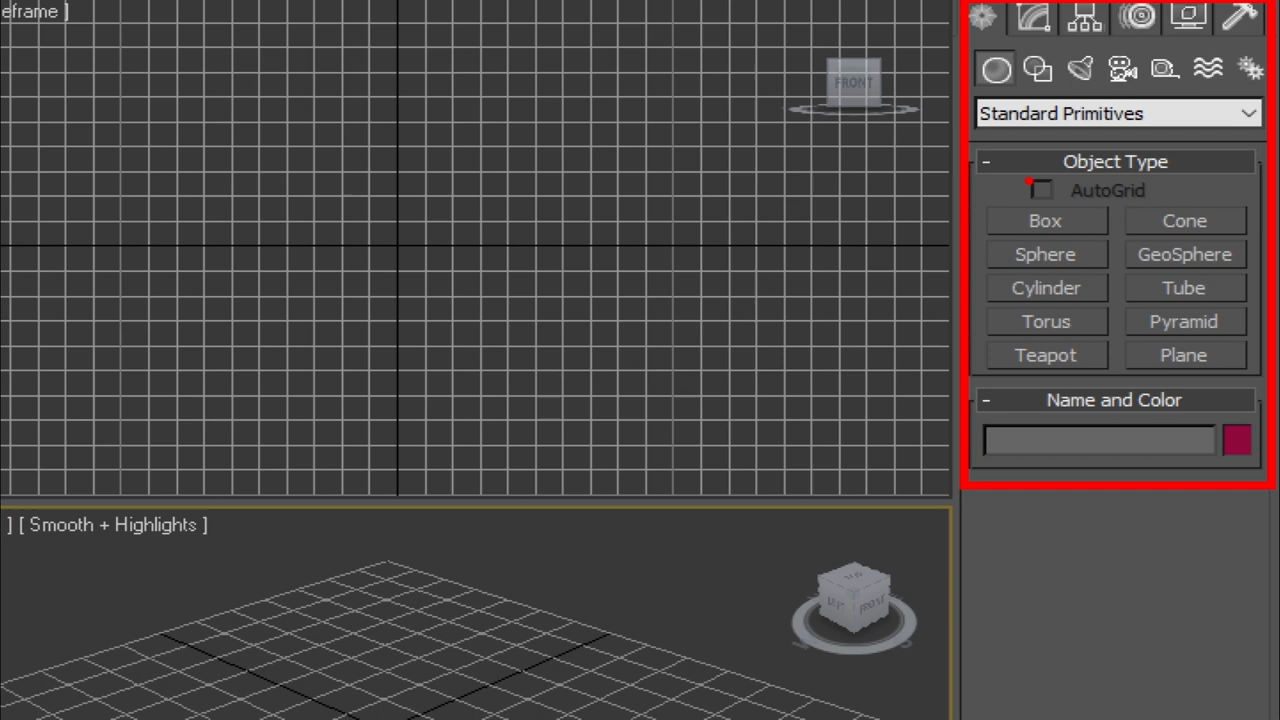 eframe ]
FRONT
Standard Primitives
- Object Type
AutoGrid
Box Cone
Sphere GeoSphere
Cylinder Tube
Torus Pyramid
Teapot Plane
- Name and Color
] [ Smooth + Highlights ]
FRONT